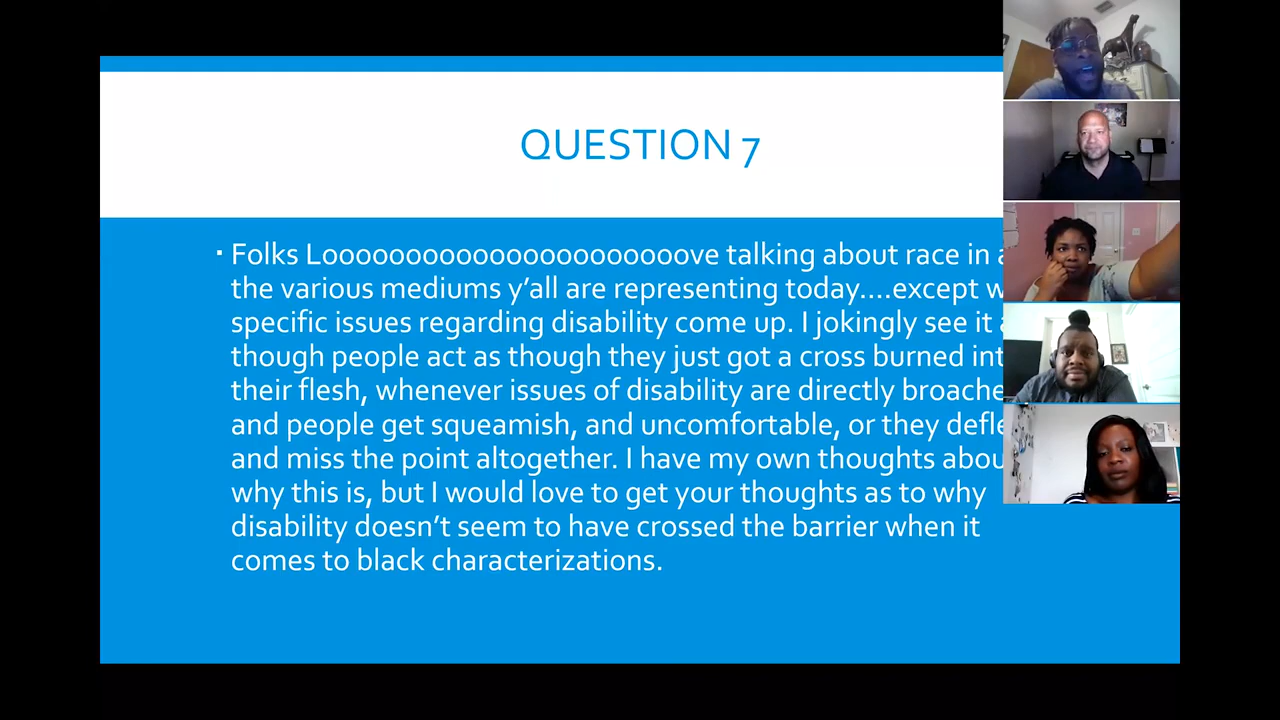 QUESTION 7
▪ Folks Looooooooooooooooooooooove talking about race in
the various mediums y'all are representing today....except
specific issues regarding disability come up. I jokingly see it
though people act as though they just got a cross burned
their flesh, whenever issues of disability are directly
and people get squeamish, and uncomfortable, or they
and miss the point altogether. I have my own thoughts
why this is, but I would love to get your thoughts as to why
disability doesn't seem to have crossed the barrier when it
comes to black characterizations.